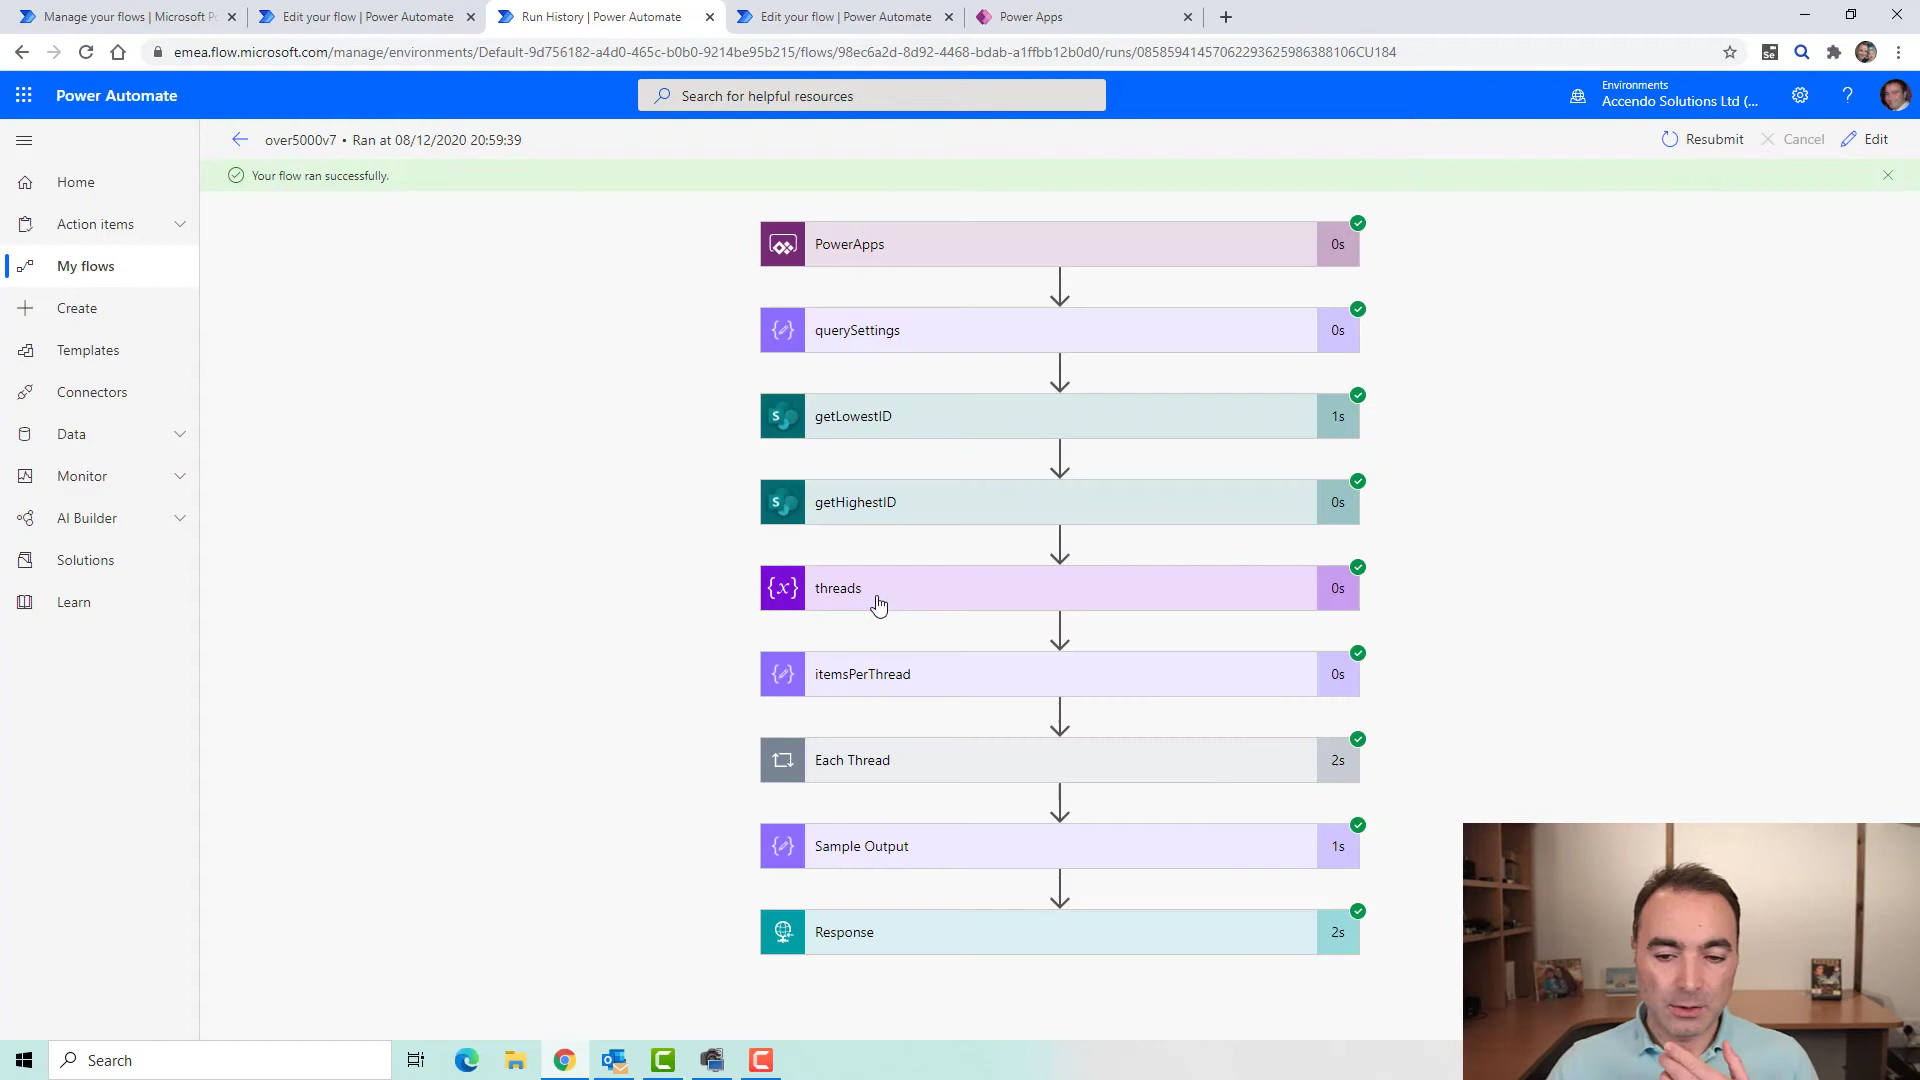 Manage your flows | Microsoft Po
Edit your flow | Power Automate
Run History | Power Automate
Edit your flow | Power Automate
Power Apps
emea.flow.microsoft.com/manage/environments/Default-9d756182-a4d0-465c-b0b0-9214be95b215/flows/98ec6a2d-8d92-4468-bdab-a1ffbb12b0d0/runs/08585941457062293625986388106CU184
Power Automate
Search for helpful resources
Environments
Accendo Solutions Ltd (...
?
over5000v7 • Ran at 08/12/2020 20:59:39
Resubmit
Cancel
Edit
Your flow ran successfully.
Home
Action items
My flows
Create
Templates
Connectors
Data
Monitor
AI Builder
Solutions
Learn
PowerApps
0s
querySettings
0s
getLowestID
1s
getHighestID
0s
threads
0s
itemsPerThread
0s
Each Thread
2s
Sample Output
1s
Response
2s
Search